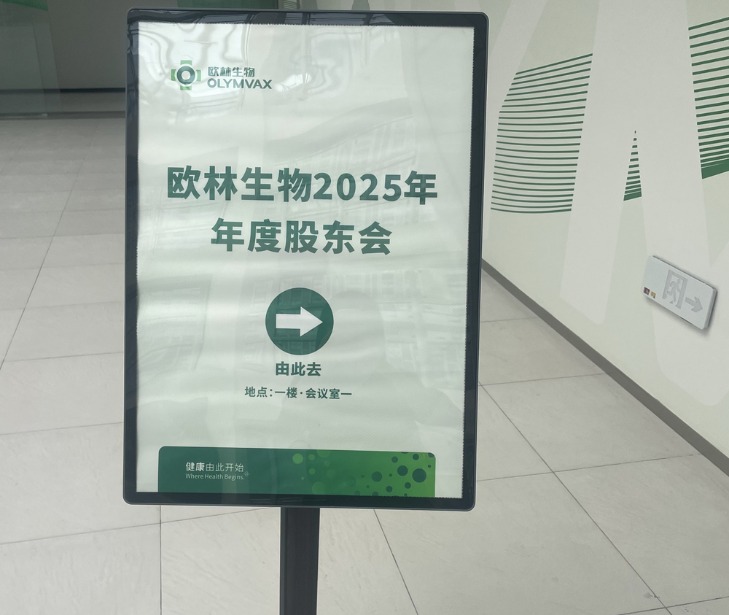 欧林生物
OLYMVAX
欧林生物2025年
年度股东会
由此去
地点:一楼·会议室一
健康由此开始
Where Health Begins